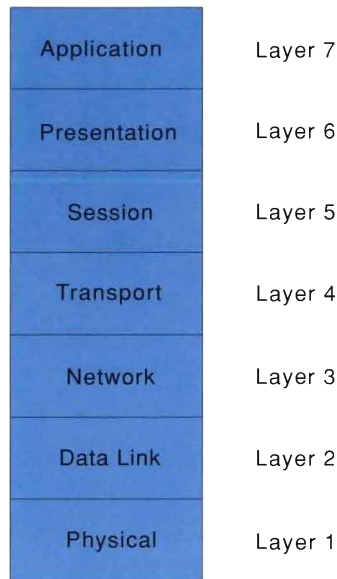 Application Layer 7
Presentation Layer 6
Session Layer 5
Transport Layer 4
Network Layer 3
Data Link Layer 2
Physical Layer 1